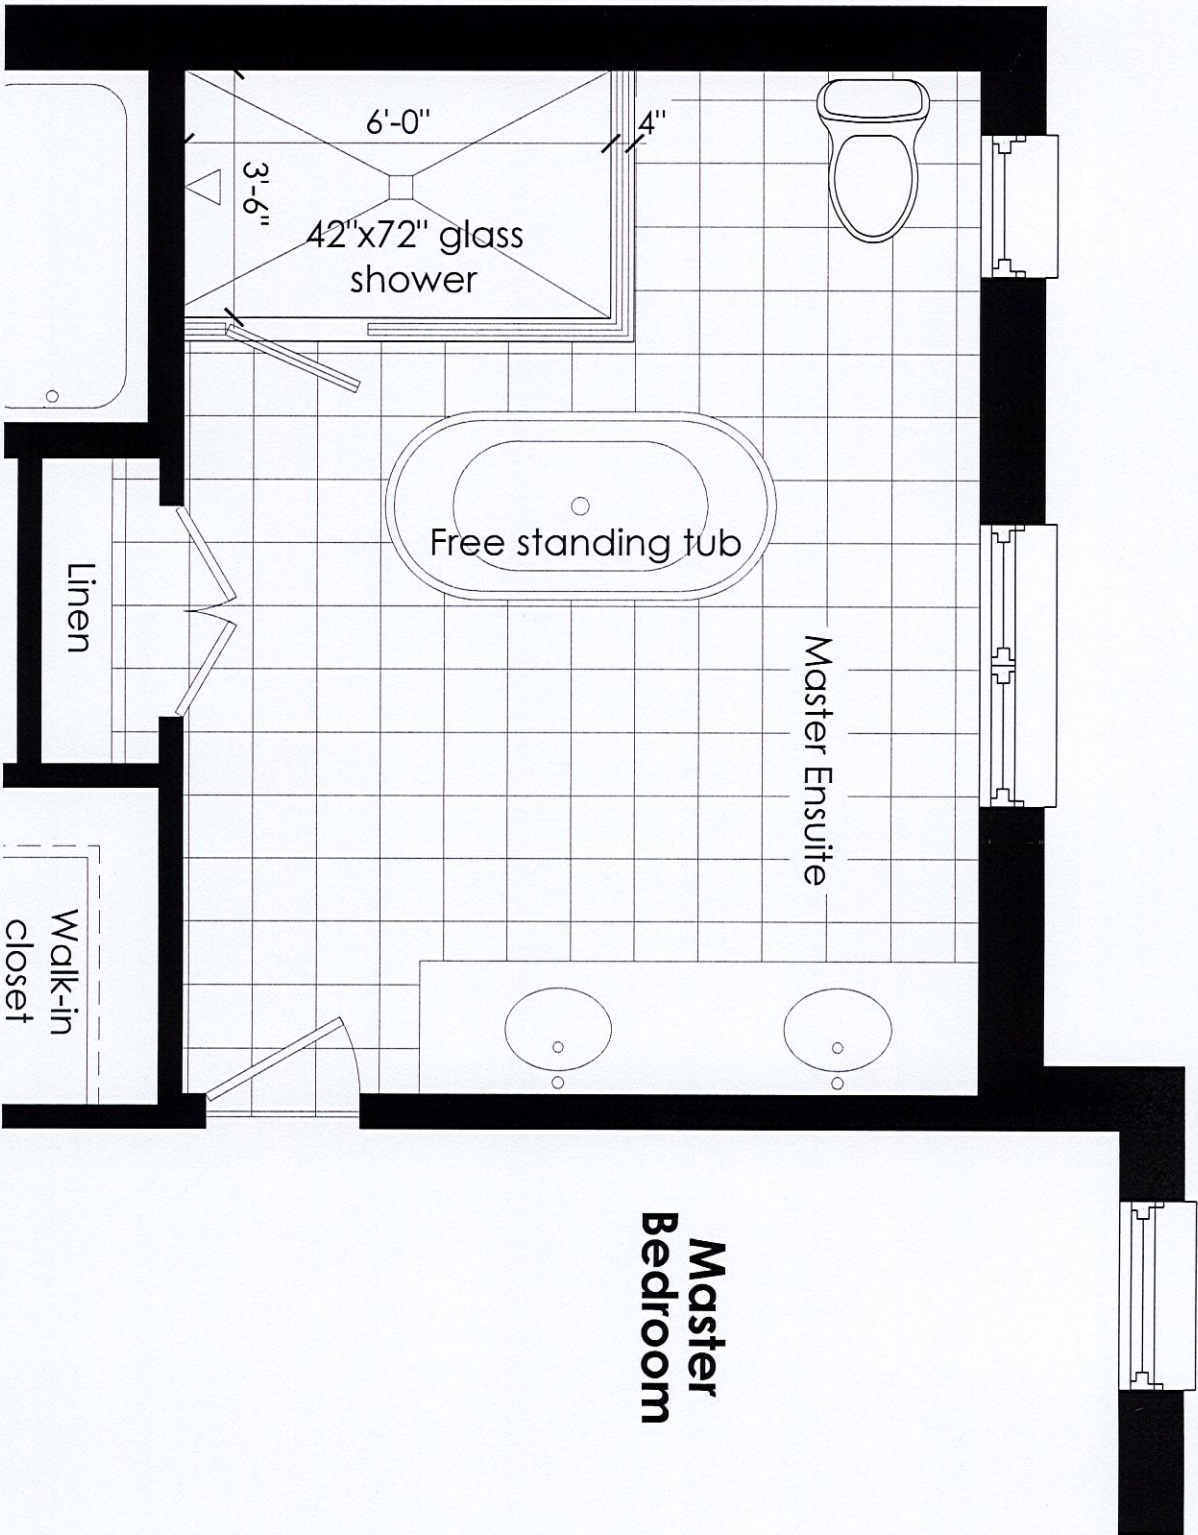 6'-0"
4"
3'-6"
42"x72" glass
shower
Free standing tub
Linen
Master Ensuite
Walk-in
closet
Master
Bedroom